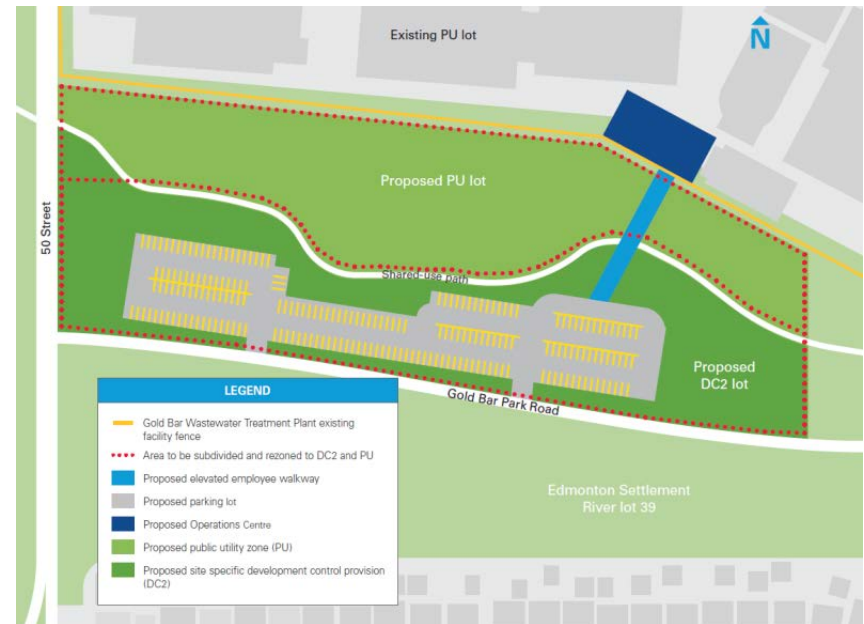 Existing PU lot
N
Proposed PU lot
50 Street
Shared-use path
Proposed
DC2 lot
Gold Bar Park Road
Edmonton Settlement
River lot 39
LEGEND
Gold Bar Wastewater Treatment Plant existing
facility fence
Area to be subdivided and rezoned to DC2 and PU
Proposed elevated employee walkway
Proposed parking lot
Proposed Operations Centre
Proposed public utility zone (PU)
Proposed site specific development control provision
(DC2)